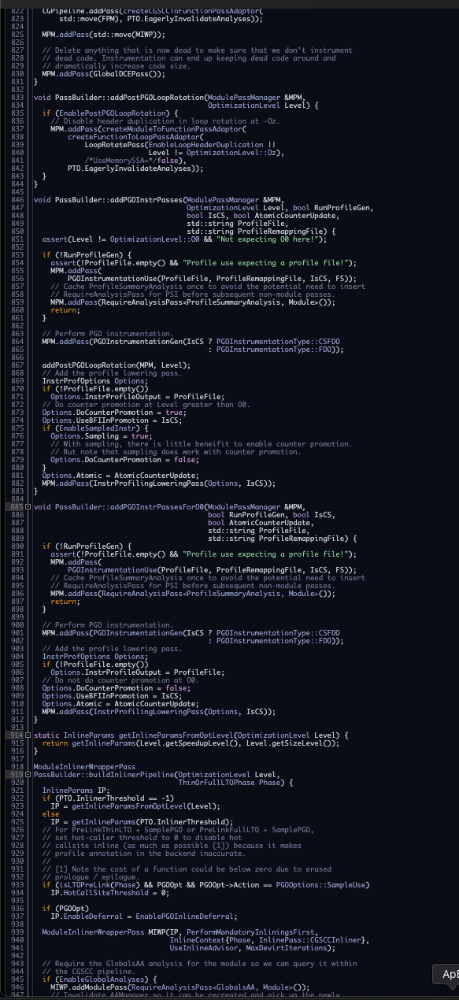 822   CGPipeline.addPass(createCGSCCToFunctionPassAdaptor(
823       std::move(FPM), PTO.EagerlyInvalidateAnalyses));
824
825   MPM.addPass(std::move(MIWP));
826
827   // Delete anything that is now dead to make sure that we don't instrument
828   // dead code. Instrumentation can end up keeping dead code around and
829   // dramatically increase code size.
830   MPM.addPass(GlobalDCEPass());
831 }
832
833 void PassBuilder::addPostPGOLoopRotation(ModulePassManager &MPM,
834                                          OptimizationLevel Level) {
835   if (EnablePostPGOLoopRotation) {
836     // Disable header duplication in loop rotation at -Oz.
837     MPM.addPass(createModuleToFunctionPassAdaptor(
838         createFunctionToLoopPassAdaptor(
839             LoopRotatePass(EnableLoopHeaderDuplication ||
840                                Level != OptimizationLevel::Oz),
841             /*UseMemorySSA=*/false),
842         PTO.EagerlyInvalidateAnalyses));
843   }
844 }
845
846 void PassBuilder::addPGOInstrPasses(ModulePassManager &MPM,
847                                     OptimizationLevel Level, bool RunProfileGen,
848                                     bool IsCS, bool AtomicCounterUpdate,
849                                     std::string ProfileFile,
850                                     std::string ProfileRemappingFile) {
851   assert(Level != OptimizationLevel::O0 && "Not expecting O0 here!");
852
853   if (!RunProfileGen) {
854     assert(!ProfileFile.empty() && "Profile use expecting a profile file!");
855     MPM.addPass(
856         PGOInstrumentationUse(ProfileFile, ProfileRemappingFile, IsCS, FS));
857     // Cache ProfileSummaryAnalysis once to avoid the potential need to insert
858     // RequireAnalysisPass for PSI before subsequent non-module passes.
859     MPM.addPass(RequireAnalysisPass<ProfileSummaryAnalysis, Module>());
860     return;
861   }
862
863   // Perform PGO instrumentation.
864   MPM.addPass(PGOInstrumentationGen(IsCS ? PGOInstrumentationType::CSFDO
865                                          : PGOInstrumentationType::FDO));
866
867   addPostPGOLoopRotation(MPM, Level);
868   // Add the profile lowering pass.
869   InstrProfOptions Options;
870   if (!ProfileFile.empty())
871     Options.InstrProfileOutput = ProfileFile;
872   // Do counter promotion at Level greater than O0.
873   Options.DoCounterPromotion = true;
874   Options.UseBFIInPromotion = IsCS;
875   if (EnableSampledInstr) {
876     Options.Sampling = true;
877     // With sampling, there is little beneifit to enable counter promotion.
878     // But note that sampling does work with counter promotion.
879     Options.DoCounterPromotion = false;
880   }
881   Options.Atomic = AtomicCounterUpdate;
882   MPM.addPass(InstrProfilingLoweringPass(Options, IsCS));
883 }
884
885 void PassBuilder::addPGOInstrPassesForO0(ModulePassManager &MPM,
886                                          bool RunProfileGen, bool IsCS,
887                                          bool AtomicCounterUpdate,
888                                          std::string ProfileFile,
889                                          std::string ProfileRemappingFile) {
890   if (!RunProfileGen) {
891     assert(!ProfileFile.empty() && "Profile use expecting a profile file!");
892     MPM.addPass(
893         PGOInstrumentationUse(ProfileFile, ProfileRemappingFile, IsCS, FS));
894     // Cache ProfileSummaryAnalysis once to avoid the potential need to insert
895     // RequireAnalysisPass for PSI before subsequent non-module passes.
896     MPM.addPass(RequireAnalysisPass<ProfileSummaryAnalysis, Module>());
897     return;
898   }
899
900   // Perform PGO instrumentation.
901   MPM.addPass(PGOInstrumentationGen(IsCS ? PGOInstrumentationType::CSFDO
902                                          : PGOInstrumentationType::FDO));
903   // Add the profile lowering pass.
904   InstrProfOptions Options;
905   if (!ProfileFile.empty())
906     Options.InstrProfileOutput = ProfileFile;
907   // Do not do counter promotion at O0.
908   Options.DoCounterPromotion = false;
909   Options.UseBFIInPromotion = IsCS;
910   Options.Atomic = AtomicCounterUpdate;
911   MPM.addPass(InstrProfilingLoweringPass(Options, IsCS));
912 }
913
914 static InlineParams getInlineParamsFromOptLevel(OptimizationLevel Level) {
915   return getInlineParams(Level.getSpeedupLevel(), Level.getSizeLevel());
916 }
917
918 ModuleInlinerWrapperPass
919 PassBuilder::buildInlinerPipeline(OptimizationLevel Level,
920                                   ThinOrFullLTOPhase Phase) {
921   InlineParams IP;
922   if (PTO.InlinerThreshold == -1)
923     IP = getInlineParamsFromOptLevel(Level);
924   else
925     IP = getInlineParams(PTO.InlinerThreshold);
926   // For PreLinkThinLTO + SamplePGO or PreLinkFullLTO + SamplePGO,
927   // set hot-caller threshold to 0 to disable hot
928   // callsite inline (as much as possible [1]) because it makes
929   // profile annotation in the backend inaccurate.
930   //
931   // [1] Note the cost of a function could be below zero due to erased
932   // prologue / epilogue.
933   if (isLTOPreLink(Phase) && PGOOpt && PGOOpt->Action == PGOOptions::SampleUse)
934     IP.HotCallSiteThreshold = 0;
935
936   if (PGOOpt)
937     IP.EnableDeferral = EnablePGOInlineDeferral;
938
939   ModuleInlinerWrapperPass MIWP(IP, PerformMandatoryInliningsFirst,
940                                 InlineContext{Phase, InlinePass::CGSCCInliner},
941                                 UseInlineAdvisor, MaxDevirtIterations);
942
943   // Require the GlobalsAA analysis for the module so we can query it within
944   // the CGSCC pipeline.
945   if (EnableGlobalAnalyses) {
946     MIWP.addModulePass(RequireAnalysisPass<GlobalsAA, Module>());
947     // Invalidate AAManager so it can be recreated and pick up the newly